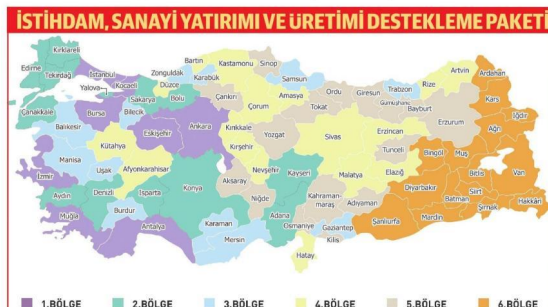 İSTİHDAM, SANAYİ YATIRIMI VE ÜRETİMİ DESTEKLEME PAKETİ
Kırklareli
Edirne
Tekirdağ
İstanbul
Yalova
Kocaeli
Çanakkale
Bursa
Sakarya
Bilecik
Balıkesir
Zonguldak
Düzce
Bolu
Bartın
Karabük
Kastamonu
Sinop
Çankırı
Samsun
Çorum
Amasya
Ordu
Tokat
Giresun
Gümüşhane
Trabzon
Rize
Artvin
Ardahan
Bayburt
Kars
Iğdır
Erzurum
Ağrı
Eskişehir
Ankara
Kırıkkale
Yozgat
Sivas
Erzincan
Tunceli
Bingöl
Muş
Kütahya
Manisa
Uşak
Afyonkarahisar
Kırşehir
Nevşehir
Kayseri
Malatya
Elazığ
Bitlis
Van
İzmir
Aydın
Denizli
Isparta
Konya
Aksaray
Niğde
Kahraman-
maraş
Adıyaman
Diyarbakır
Batman
Siirt
Şırnak
Hakkâri
Muğla
Burdur
Antalya
Karaman
Mersin
Adana
Osmaniye
Gaziantep
Kilis
Şanlıurfa
Mardin
Hatay
1.BÖLGE
2.BÖLGE
3.BÖLGE
4.BÖLGE
5.BÖLGE
6.BÖLGE